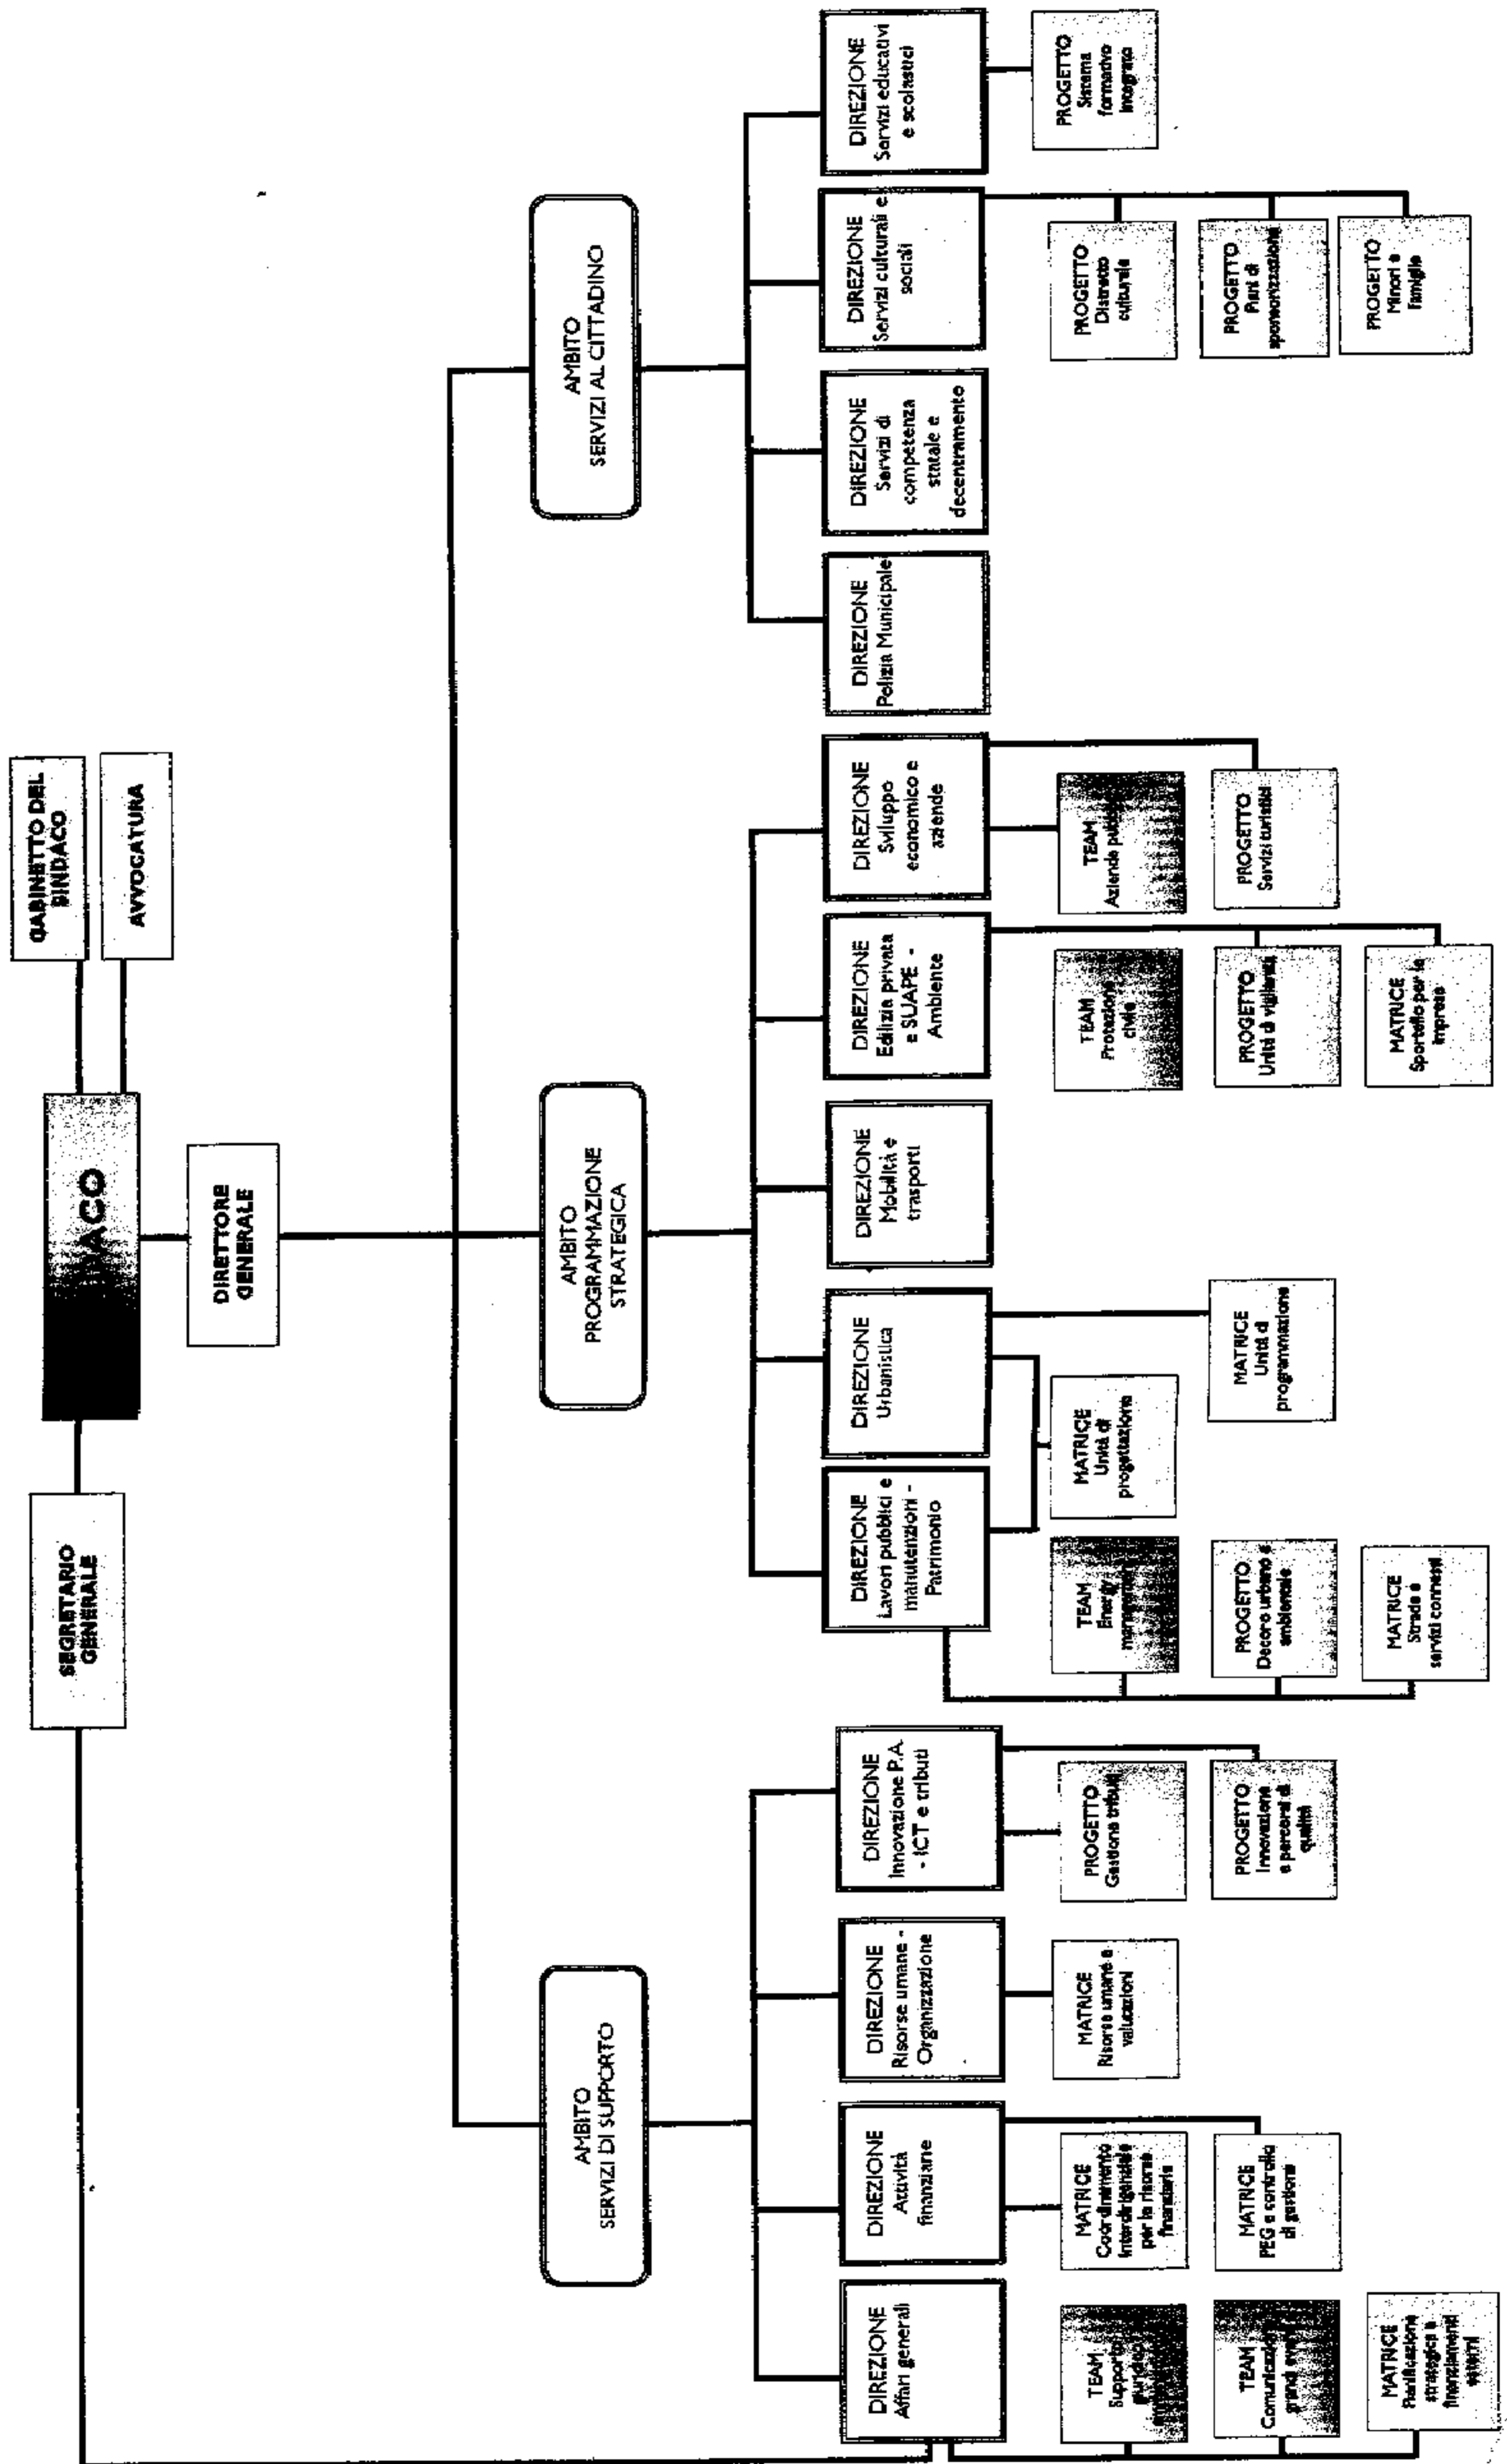 GABINETTO DEL
SINDACO
AVVOCATURA
SEGRETARIO
GENERALE
DIRETTORE
GENERALE
AMBITO
SERVIZI DI SUPPORTO
AMBITO
PROGRAMMAZIONE
STRATEGICA
AMBITO
SERVIZI AL CITTADINO
DIREZIONE
Affari generali
DIREZIONE
Attività
finanziarie
DIREZIONE
Risorse umane -
Organizzazione
DIREZIONE
Innovazione P.A.
- ICT e tributi
DIREZIONE
Lavori pubblici e
manutenzioni -
Patrimonio
DIREZIONE
Urbanistica
DIREZIONE
Mobilità e
trasporti
DIREZIONE
Edilizia privata
e SUAPE -
Ambiente
DIREZIONE
Sviluppo
economico e
aziende
DIREZIONE
Polizia Municipale
DIREZIONE
Servizi di
competenza
statale e
decentramento
DIREZIONE
Servizi culturali e
sociali
DIREZIONE
Servizi educativi
e scolastici
TEAM
Supporto
giuridico
TEAM
Comunicazione
grandi eventi
MATRICE
Pianificazione
strategica e
finanziamenti
esterni
MATRICE
Coordinamento
Interdirigenziale
per le risorse
finanziarie
MATRICE
PEG e controllo
di gestione
MATRICE
Risorse umane e
valutazioni
PROGETTO
Gestione tributi
PROGETTO
Innovazione
e percorsi di
qualità
TEAM
Energy
management
PROGETTO
Decoro urbano e
ambientale
MATRICE
Strade e
servizi connessi
MATRICE
Unità di
progettazione
MATRICE
Unità di
programmazione
TEAM
Protezione
civile
PROGETTO
Unità di vigilanza
MATRICE
Sportello per le
imprese
TEAM
Aziende
PROGETTO
Servizi turistici
PROGETTO
Distretto
culturale
PROGETTO
Piani di
sponsorizzazione
PROGETTO
Minori e
Famiglie
PROGETTO
Sistema
formativo
integrato